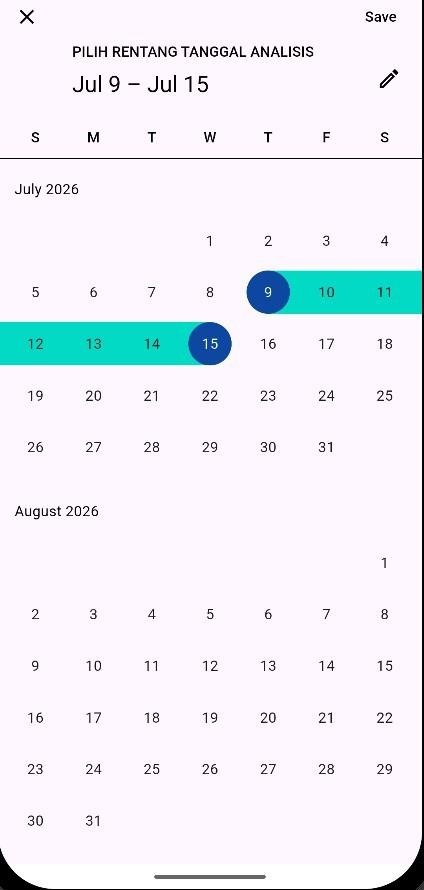 Save
PILIH RENTANG TANGGAL ANALISIS
Jul 9 – Jul 15
S M T W T F S
July 2026
1 2 3 4
5 6 7 8 9 10 11
12 13 14 15 16 17 18
19 20 21 22 23 24 25
26 27 28 29 30 31
August 2026
1
2 3 4 5 6 7 8
9 10 11 12 13 14 15
16 17 18 19 20 21 22
23 24 25 26 27 28 29
30 31